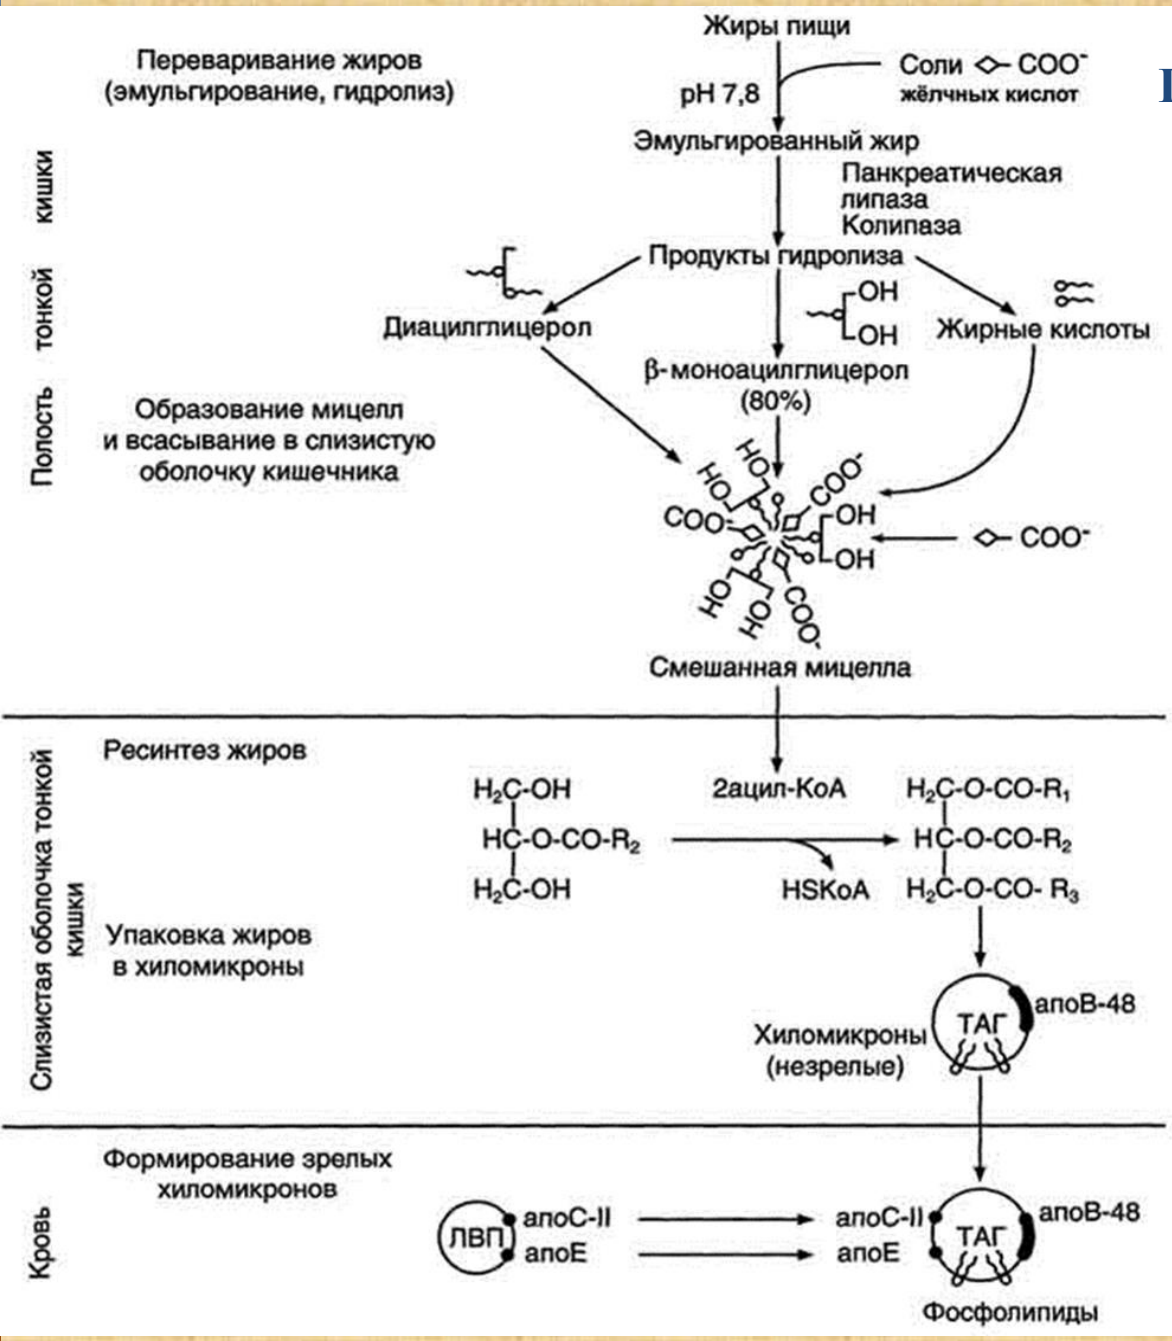 Жиры пищи
Переваривание жиров
(эмульгирование, гидролиз)
Соли COO⁻
жёлчных кислот
pH 7,8
Эмульгированный жир
Панкреатическая
липаза
Колипаза
Продукты гидролиза
OH
OH
Диацилглицерол
Жирные кислоты
β-моноацилглицерол
(80%)
Полость тонкой кишки
Образование мицелл
и всасывание в слизистую
оболочку кишечника
HO
HO
COO⁻
COO⁻
OH
OH
COO⁻
HO
HO
COO⁻
Смешанная мицелла
Слизистая оболочка тонкой
кишки
Ресинтез жиров
H₂C-OH
HC-O-CO-R₂
H₂C-OH
2ацил-КоА
HSKoA
H₂C-O-CO-R₁
HC-O-CO-R₂
H₂C-O-CO- R₃
Упаковка жиров
в хиломикроны
апоВ-48
ТАГ
Хиломикроны
(незрелые)
Кровь
Формирование зрелых
хиломикронов
ЛВП
апоС-II
апоЕ
апоС-II
апоЕ
ТАГ
апоВ-48
Фосфолипиды